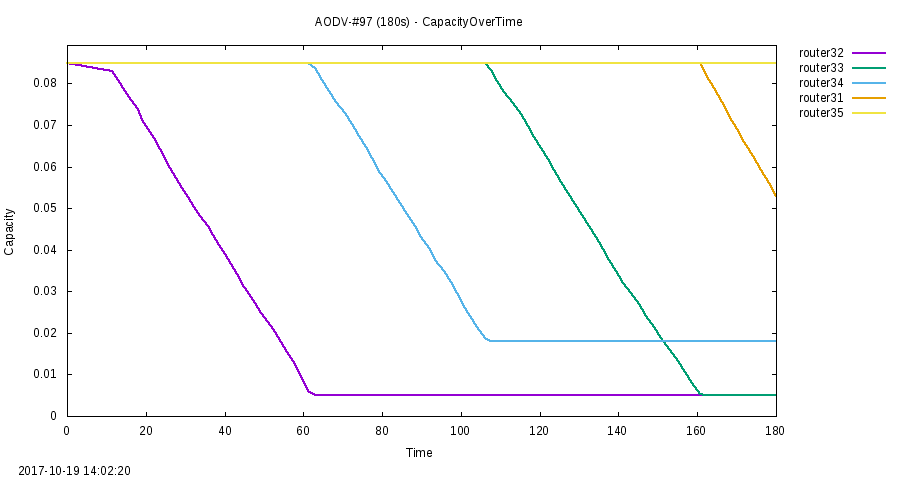 AODV-#97 (180s) - CapacityOverTime
router32
router33
router34
router31
router35
0.08
0.07
0.06
0.05
0.04
0.03
0.02
0.01
0
Capacity
0 20 40 60 80 100 120 140 160 180
Time
2017-10-19 14:02:20